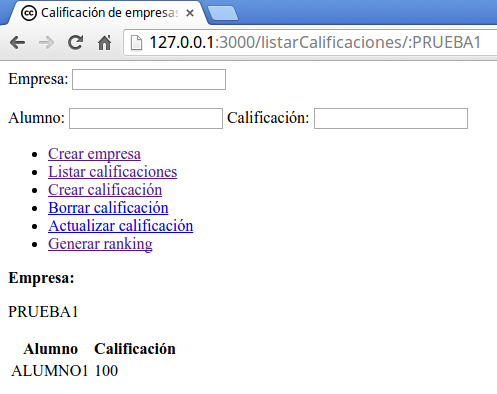 Calificación de empresas
127.0.0.1:3000/listarCalificaciones/:PRUEBA1
Empresa:
Alumno: Calificación:
Crear empresa
Listar calificaciones
Crear calificación
Borrar calificación
Actualizar calificación
Generar ranking
Empresa:
PRUEBA1
Alumno Calificación
ALUMNO1 100